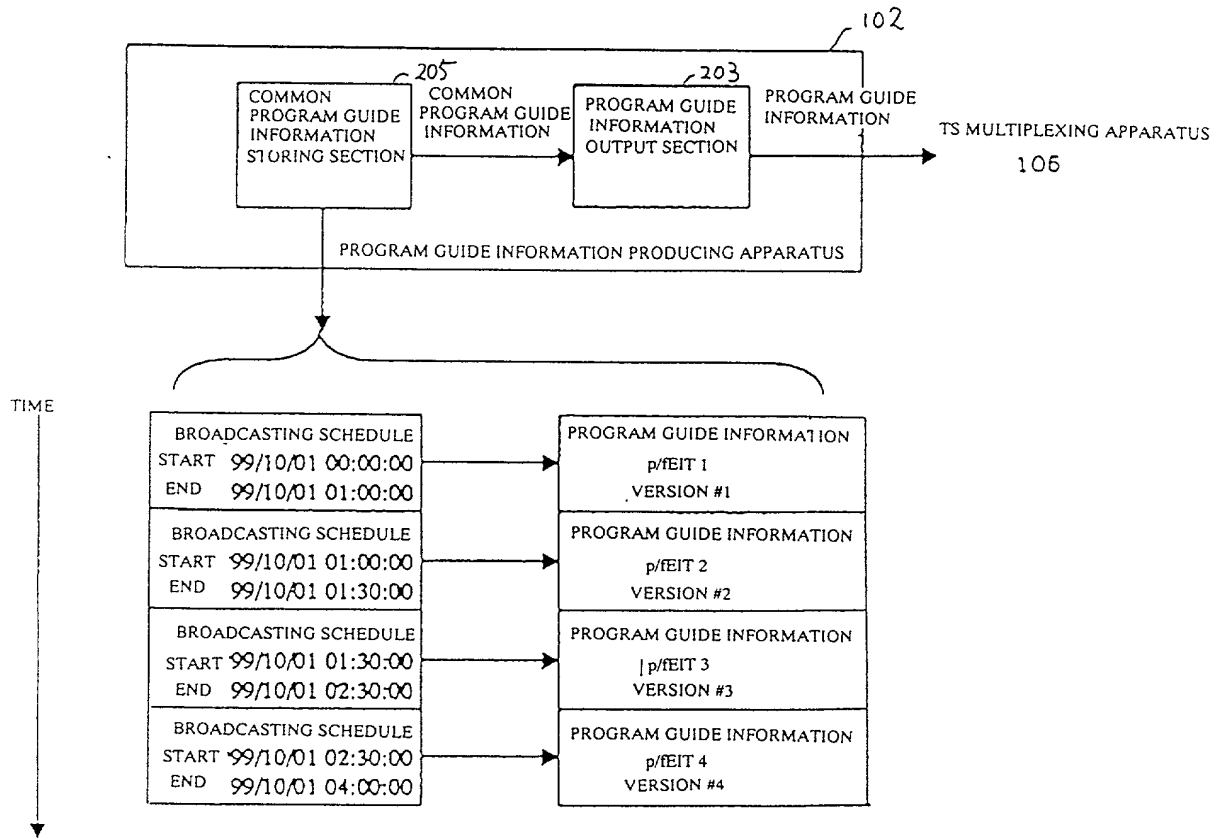 102
205
COMMON
PROGRAM GUIDE
INFORMATION
STORING SECTION
COMMON
PROGRAM GUIDE
INFORMATION
203
PROGRAM GUIDE
INFORMATION
OUTPUT SECTION
PROGRAM GUIDE
INFORMATION
TS MULTIPLEXING APPARATUS
106
PROGRAM GUIDE INFORMATION PRODUCING APPARATUS
TIME
BROADCASTING SCHEDULE
START 99/10/01 00:00:00
END 99/10/01 01:00:00
PROGRAM GUIDE INFORMATION
p/fEIT 1
VERSION #1
BROADCASTING SCHEDULE
START 99/10/01 01:00:00
END 99/10/01 01:30:00
PROGRAM GUIDE INFORMATION
p/fEIT 2
VERSION #2
BROADCASTING SCHEDULE
START 99/10/01 01:30:00
END 99/10/01 02:30:00
PROGRAM GUIDE INFORMATION
p/fEIT 3
VERSION #3
BROADCASTING SCHEDULE
START 99/10/01 02:30:00
END 99/10/01 04:00:00
PROGRAM GUIDE INFORMATION
p/fEIT 4
VERSION #4